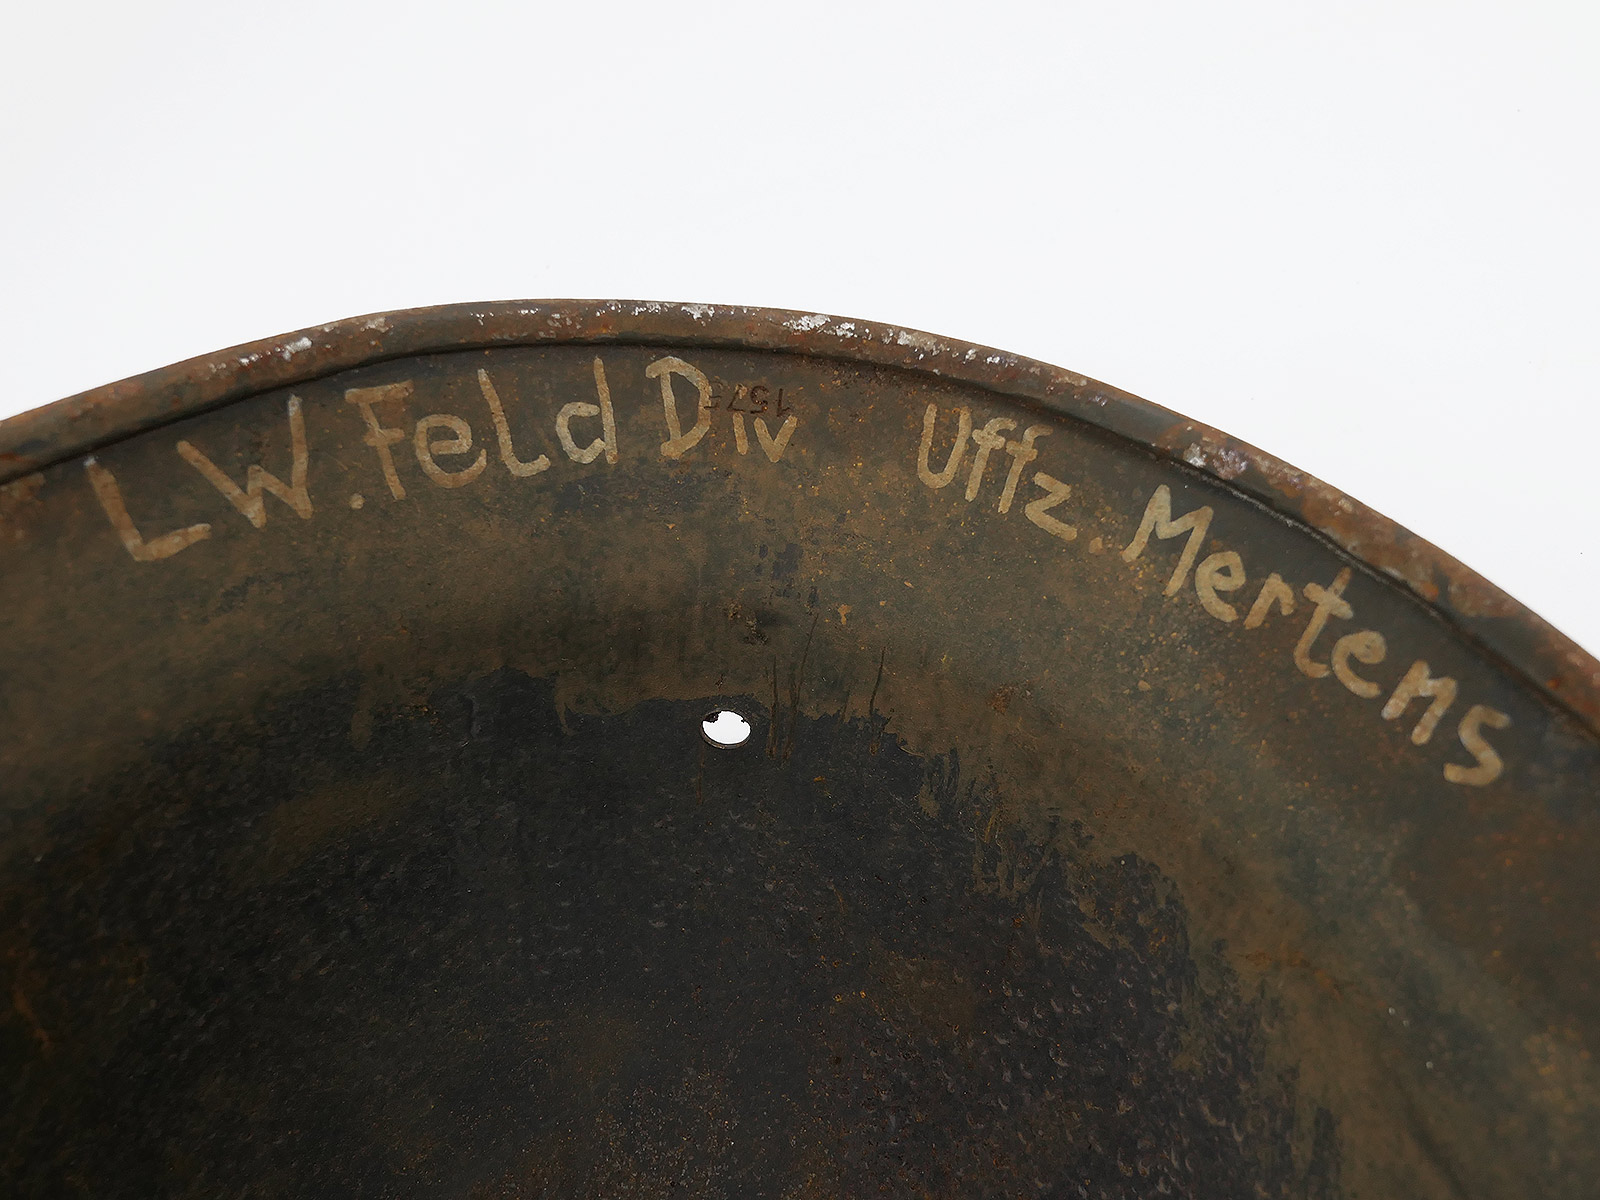 LW. Feld Div Uffz. Mertens